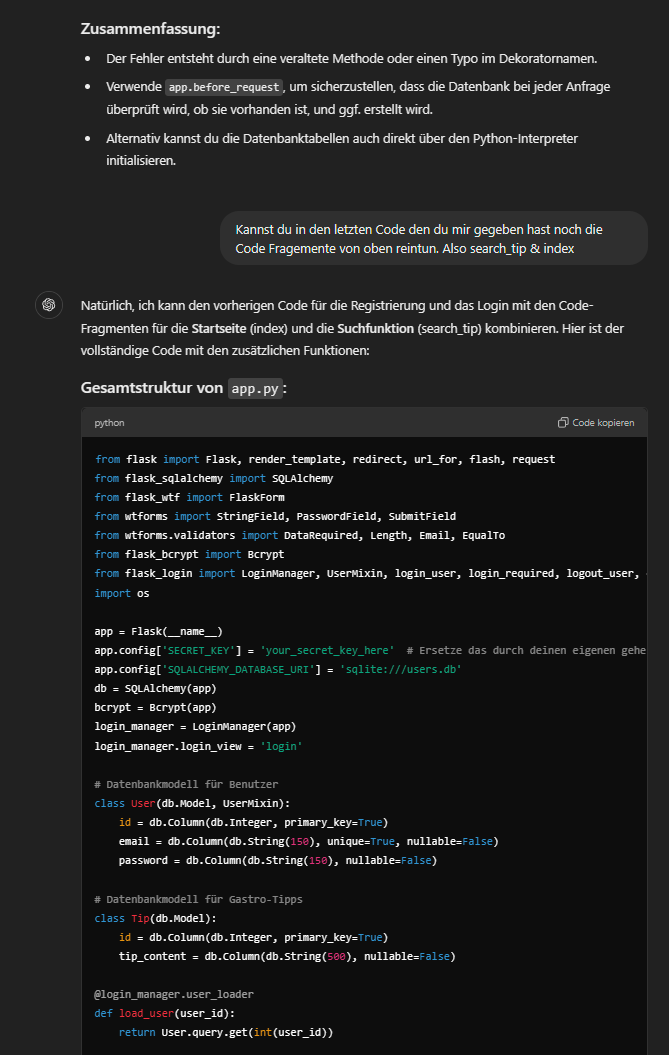 Zusammenfassung:
• Der Fehler entsteht durch eine veraltete Methode oder einen Typo im Dekoratornamen.
• Verwende app.before_request, um sicherzustellen, dass die Datenbank bei jeder Anfrage
überprüft wird, ob sie vorhanden ist, und ggf. erstellt wird.
• Alternativ kannst du die Datenbanktabellen auch direkt über den Python-Interpreter
initialisieren.
Kannst du in den letzten Code den du mir gegeben hast noch die
Code Fragemente von oben reintun. Also search_tip & index
Natürlich, ich kann den vorherigen Code für die Registrierung und das Login mit den Code-
Fragmenten für die Startseite (index) und die Suchfunktion (search_tip) kombinieren. Hier ist der
vollständige Code mit den zusätzlichen Funktionen:
Gesamtstruktur von app.py:
python
Code kopieren
from flask import Flask, render_template, redirect, url_for, flash, request
from flask_sqlalchemy import SQLAlchemy
from flask_wtf import FlaskForm
from wtforms import StringField, PasswordField, SubmitField
from wtforms.validators import DataRequired, Length, Email, EqualTo
from flask_bcrypt import Bcrypt
from flask_login import LoginManager, UserMixin, login_user, login_required, logout_user,
import os
app = Flask(__name__)
app.config['SECRET_KEY'] = 'your_secret_key_here'  # Ersetze das durch deinen eigenen gehe
app.config['SQLALCHEMY_DATABASE_URI'] = 'sqlite:///users.db'
db = SQLAlchemy(app)
bcrypt = Bcrypt(app)
login_manager = LoginManager(app)
login_manager.login_view = 'login'
# Datenbankmodell für Benutzer
class User(db.Model, UserMixin):
    id = db.Column(db.Integer, primary_key=True)
    email = db.Column(db.String(150), unique=True, nullable=False)
    password = db.Column(db.String(150), nullable=False)
# Datenbankmodell für Gastro-Tipps
class Tip(db.Model):
    id = db.Column(db.Integer, primary_key=True)
    tip_content = db.Column(db.String(500), nullable=False)
@login_manager.user_loader
def load_user(user_id):
    return User.query.get(int(user_id))